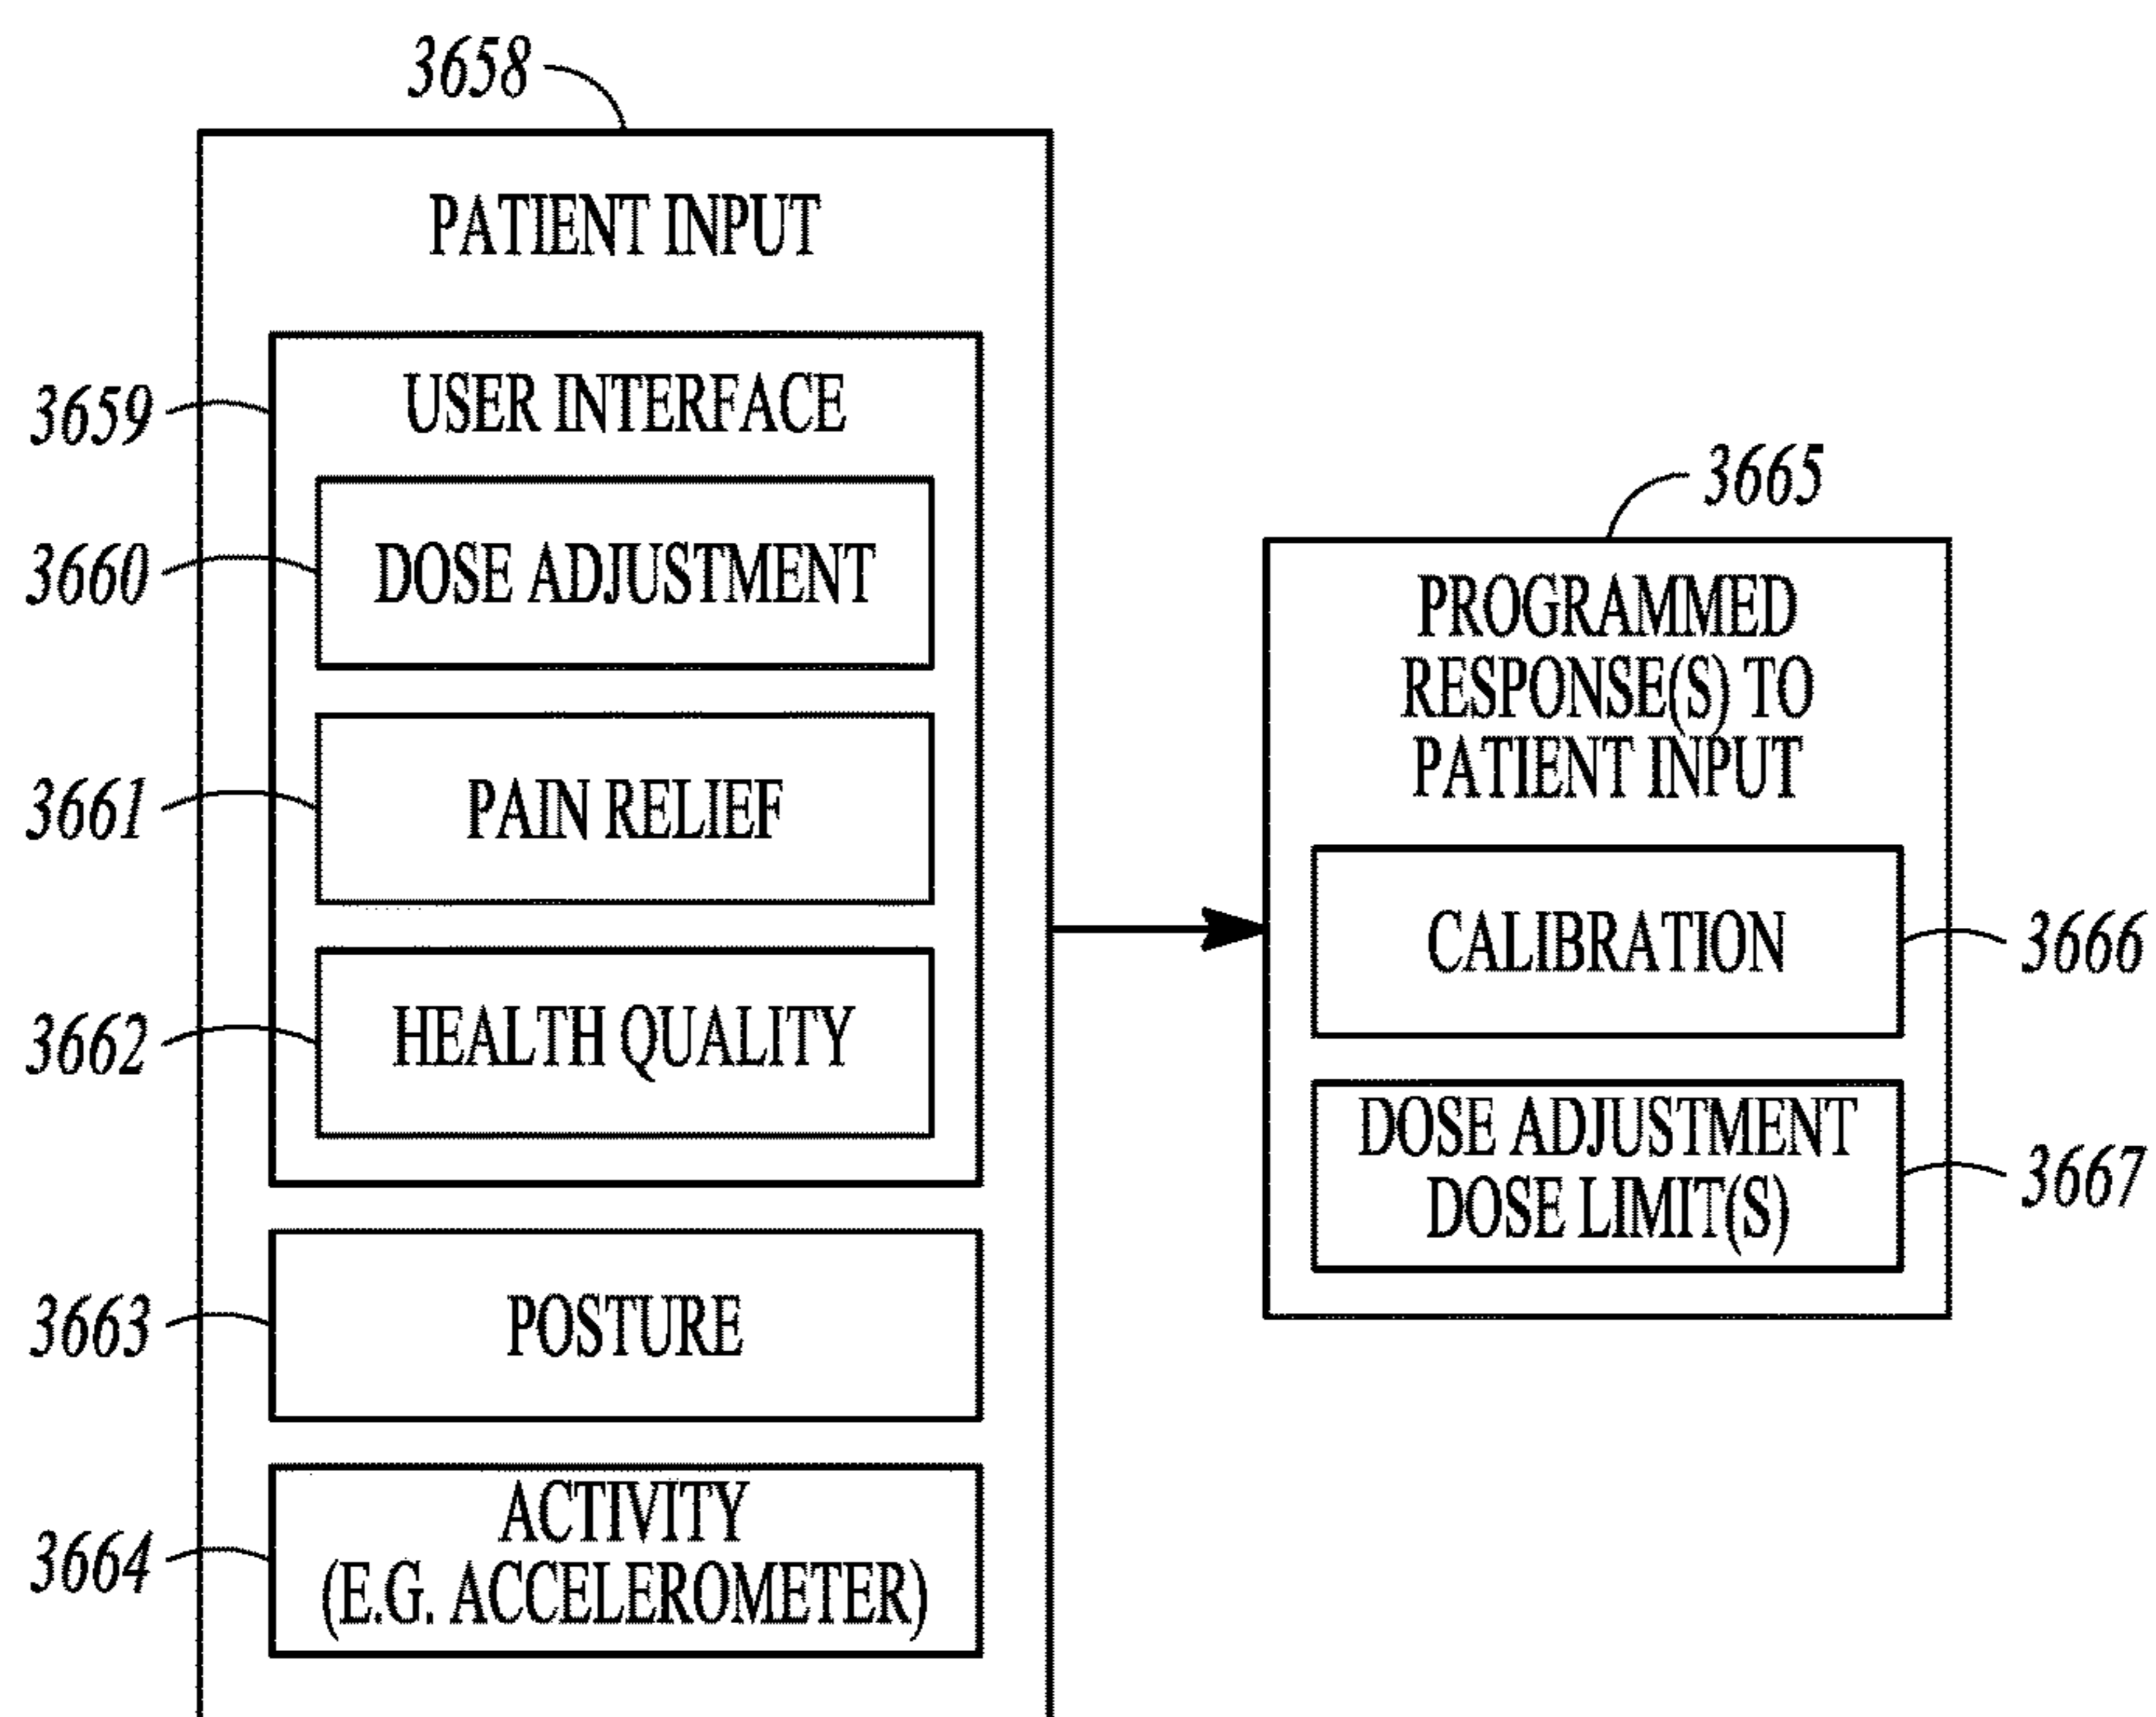 3658
PATIENT INPUT
3659
USER INTERFACE
3660
DOSE ADJUSTMENT
3661
PAIN RELIEF
3662
HEALTH QUALITY
3663
POSTURE
3664
ACTIVITY
(E.G. ACCELEROMETER)
3665
PROGRAMMED
RESPONSE(S) TO
PATIENT INPUT
CALIBRATION
3666
DOSE ADJUSTMENT
DOSE LIMIT(S)
3667